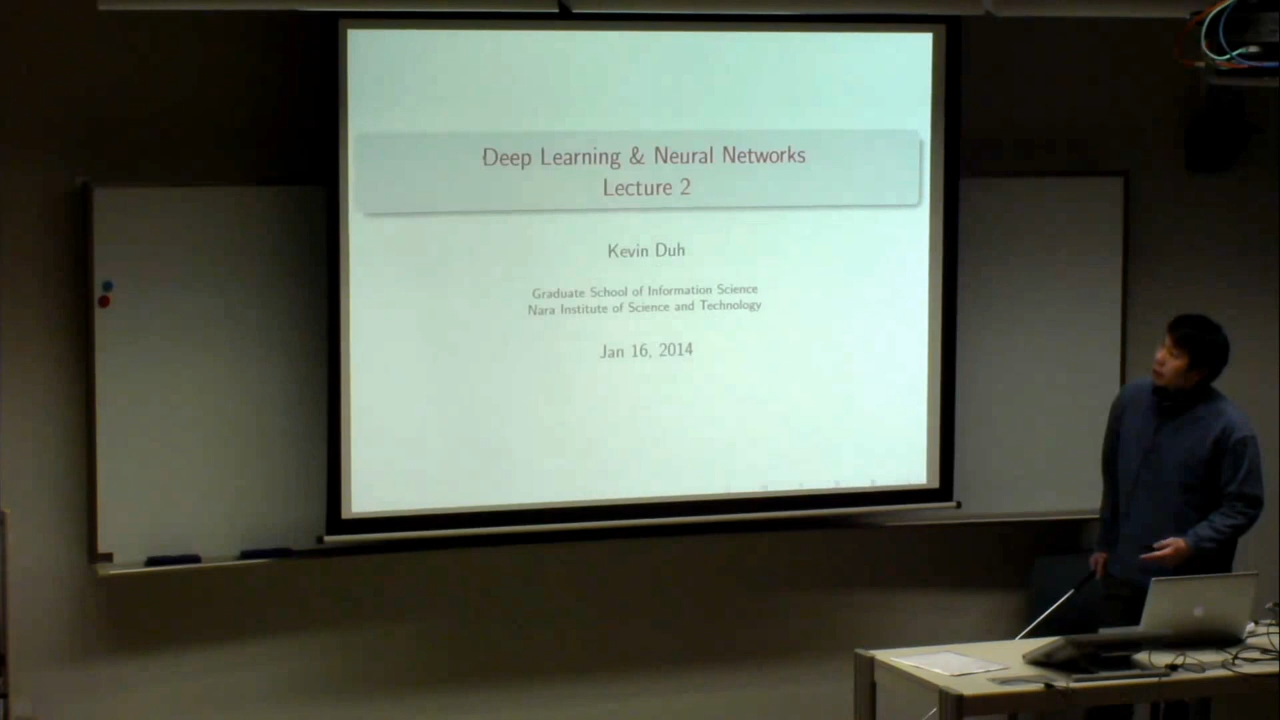 Deep Learning & Neural Networks
Lecture 2
Kevin Duh
Graduate School of Information Science
Nara Institute of Science and Technology
Jan 16, 2014